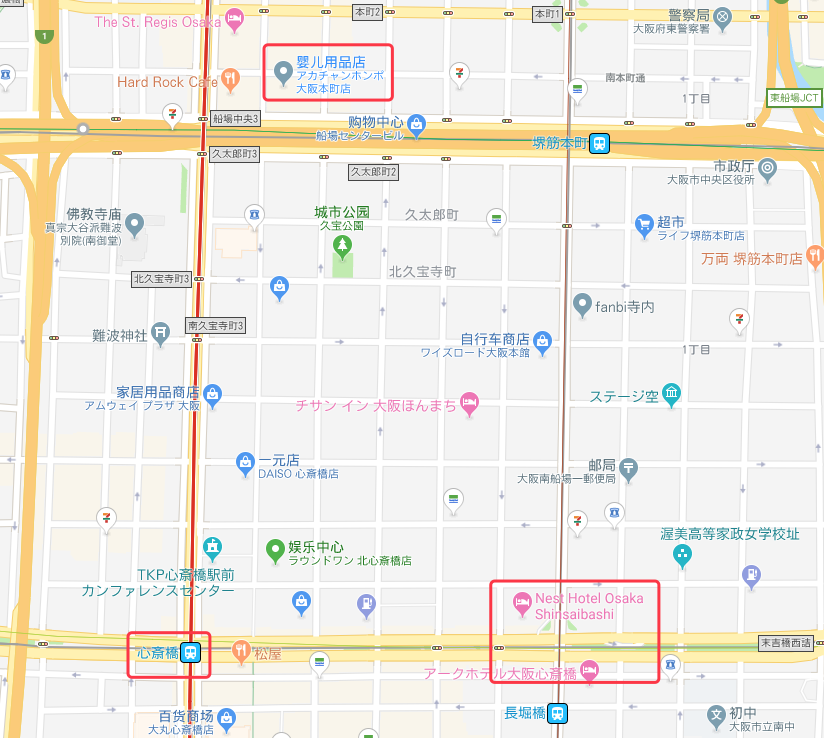 本町2
本町1
The St. Regis Osaka
警察局
大阪府東警察署
1
婴儿用品店
アカチャンホンポ
大阪本町店
Hard Rock Cafe
南本町通
1丁目
東船場JCT
船場中央3
购物中心
船場センタービル
堺筋本町
久太郎町3
久太郎町2
市政厅
大阪市中央区役所
佛教寺庙
真宗大谷派難波
別院(南御堂)
城市公园
久宝公園
久太郎町
超市
ライフ堺筋本町店
万両 堺筋本町店
北久宝寺町3
北久宝寺町
fanbi寺内
南久宝寺町3
難波神社
自行车商店
ワイズロード大阪本館
1丁目
家居用品商店
アムウェイ プラザ 大阪
チサン イン 大阪ほんまち
ステージ空
一元店
DAISO 心斎橋店
邮局
大阪南船場一郵便局
渥美高等家政女学校址
TKP心斎橋駅前
カンファレンスセンター
娱乐中心
ラウンドワン 北心斎橋店
Nest Hotel Osaka
Shinsaibashi
心斎橋
松屋
末吉橋西詰
アークホテル大阪心斎橋
百货商场
大丸心斎橋店
長堀橋
初中
大阪市立南中